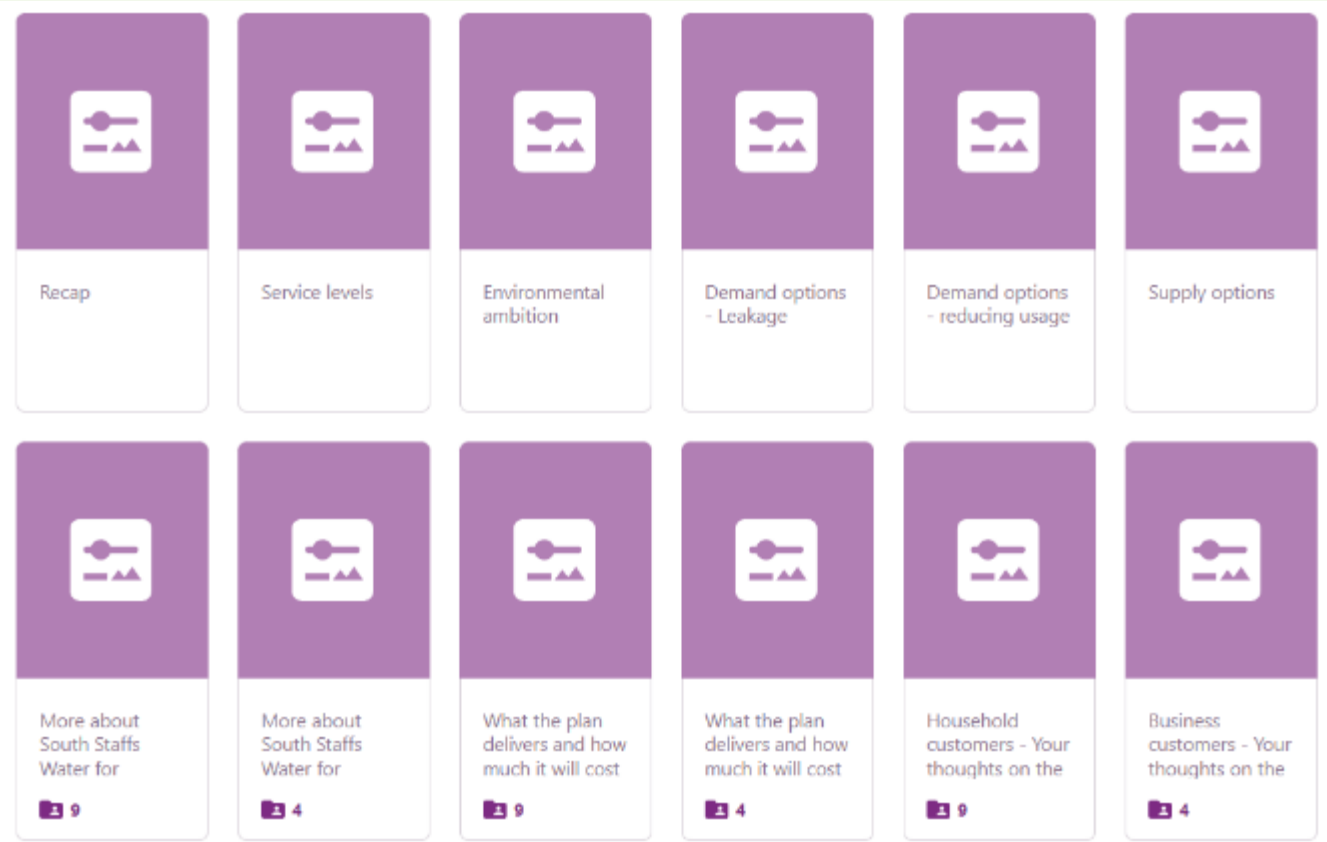 Recap
Service levels
Environmental
ambition
Demand options
- Leakage
Demand options
- reducing usage
Supply options
More about
South Staffs
Water for
9
More about
South Staffs
Water for
4
What the plan
delivers and how
much it will cost
9
What the plan
delivers and how
much it will cost
4
Household
customers - Your
thoughts on the
9
Business
customers - Your
thoughts on the
4